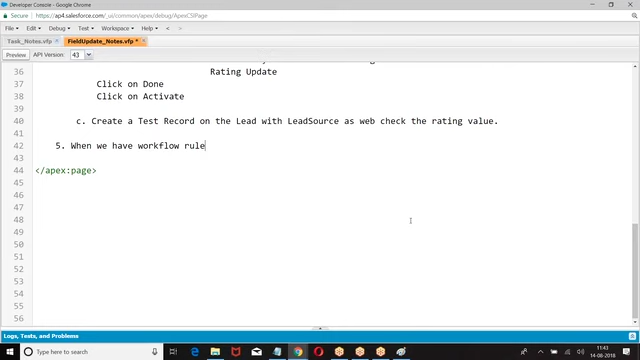 Developer Console - Google Chrome
Secure https://ap4.salesforce.com/_ui/common/apex/debug/ApexCSIPage
File Edit Debug Test Workspace Help < >
Task_Notes.vfp × FieldUpdate_Notes.vfp * ×
Preview API Version: 43
36 Rating Update
37 Click on Done
38 Click on Activate
39
40 c. Create a Test Record on the Lead with LeadSource as web check the rating value.
41
42 5. When we have workflow rule
43
44 </apex:page>
45
46
47
48
49
50
51
52
53
54
55
56
Logs, Tests, and Problems
Type here to search
11:43
14-08-2018